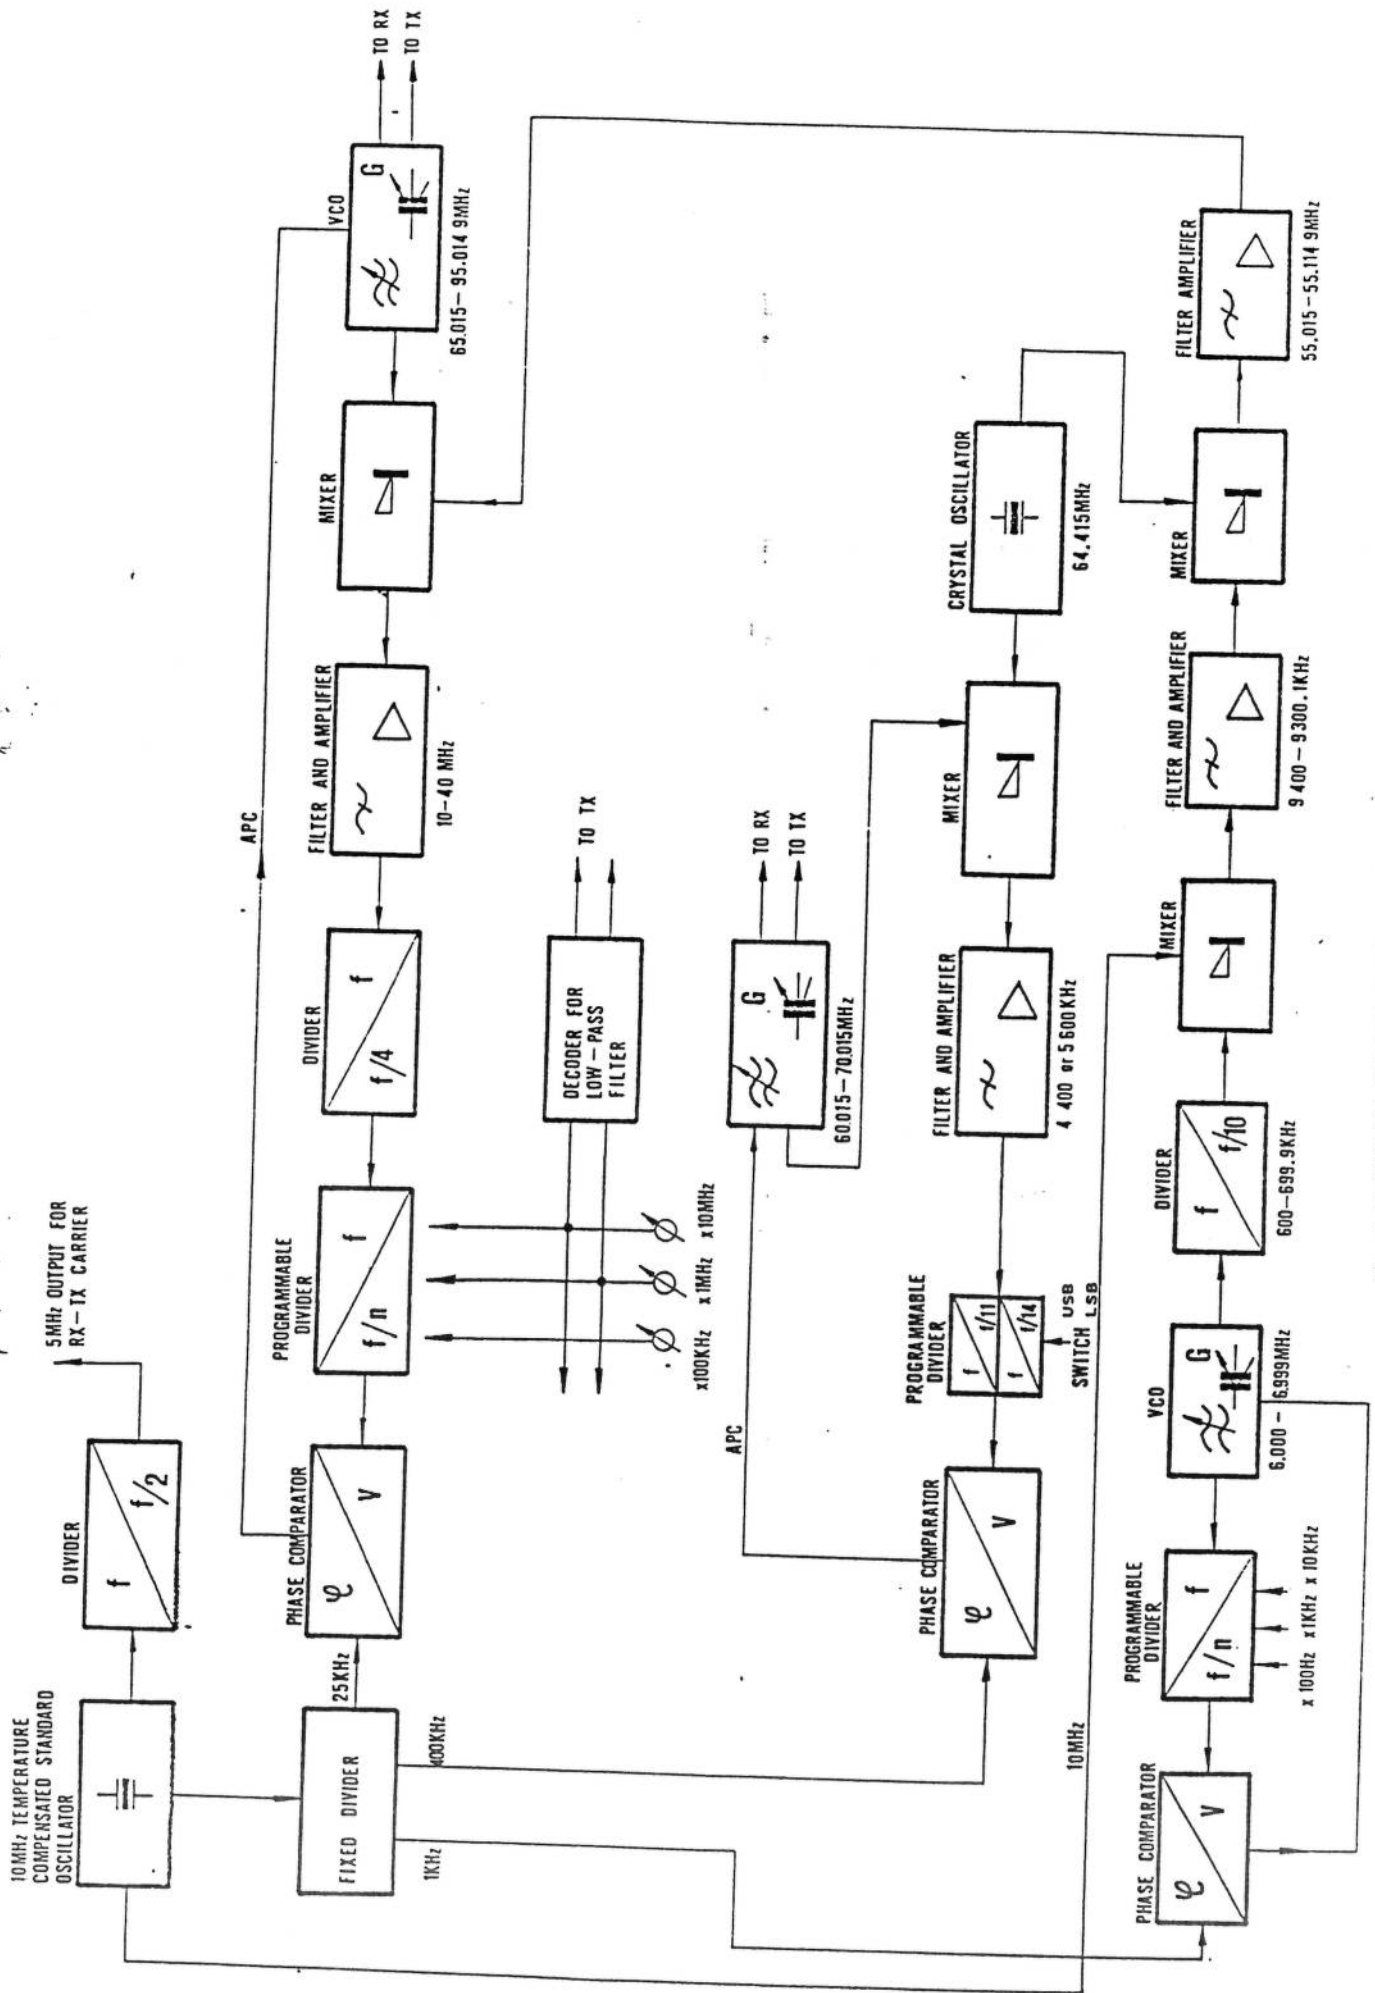 10MHz TEMPERATURE
COMPENSATED STANDARD
OSCILLATOR
DIVIDER
f
f/2
5MHz OUTPUT FOR
RX-TX CARRIER
FIXED DIVIDER
25KHz
400KHz
1KHz
10MHz
PHASE COMPARATOR
φ
V
APC
PROGRAMMABLE
DIVIDER
f/n
f
DIVIDER
f/4
f
FILTER AND AMPLIFIER
10-40 MHz
MIXER
VCO
G
65.015-95.014 9MHz
TO RX
TO TX
x100KHz
x1MHz
x10MHz
DECODER FOR
LOW-PASS
FILTER
TO TX
PHASE COMPARATOR
φ
V
APC
PROGRAMMABLE
DIVIDER
f
f/11
f
f/14
SWITCH
USB
LSB
G
60.015-70.015MHz
TO RX
TO TX
FILTER AND AMPLIFIER
4 400 or 5 600KHz
MIXER
CRYSTAL OSCILLATOR
64.415MHz
PHASE COMPARATOR
φ
V
PROGRAMMABLE
DIVIDER
f/n
f
x 100Hz x1KHz x 10KHz
VCO
G
6.000-6.999MHz
DIVIDER
f
f/10
600-699.9KHz
MIXER
FILTER AND AMPLIFIER
9 400-9300.1KHz
MIXER
FILTER AMPLIFIER
55.015-55.114 9MHz